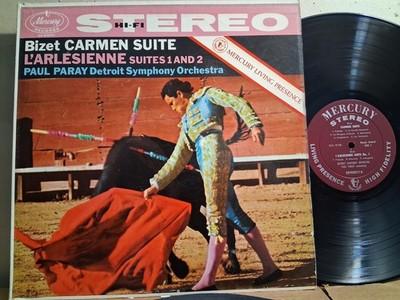 Mercury
RECORDS
HI-FI
STEREO
Bizet CARMEN SUITE
L'ARLESIENNE SUITES 1 AND 2
PAUL PARAY Detroit Symphony Orchestra
MERCURY LIVING PRESENCE
MERCURY
STEREO
LIVING PRESENCE HIGH FIDELITY